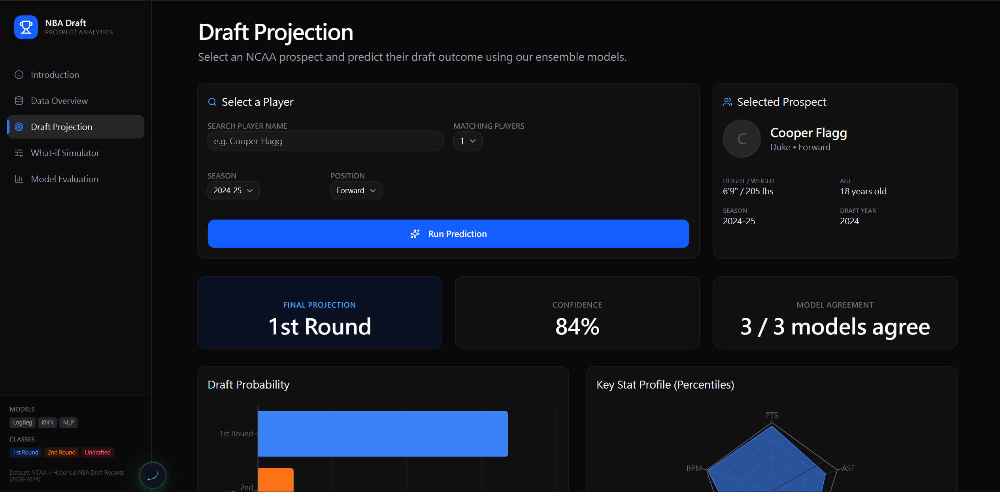 NBA Draft
PROSPECT ANALYTICS
Introduction
Data Overview
Draft Projection
What-if Simulator
Model Evaluation
MODELS
LogReg KNN MLP
CLASSES
1st Round 2nd Round Undrafted
Dataset: NCAA + Historical NBA Draft Records
(2009-2024)
Draft Projection
Select an NCAA prospect and predict their draft outcome using our ensemble models.
Select a Player
SEARCH PLAYER NAME
e.g. Cooper Flagg
MATCHING PLAYERS
1
SEASON
2024-25
POSITION
Forward
Run Prediction
Selected Prospect
C
Cooper Flagg
Duke • Forward
HEIGHT / WEIGHT
6'9" / 205 lbs
AGE
18 years old
SEASON
2024-25
DRAFT YEAR
2024
FINAL PROJECTION
1st Round
CONFIDENCE
84%
MODEL AGREEMENT
3 / 3 models agree
Draft Probability
1st Round
2nd
Key Stat Profile (Percentiles)
PTS
BPM
AST